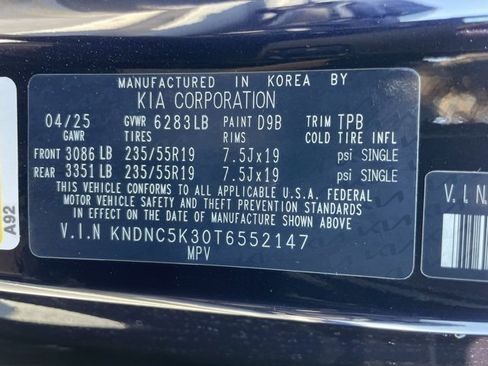 MANUFACTURED IN KOREA BY
KIA CORPORATION
04/25 GVWR 6283LB PAINT D9B TRIM TPB
GAWR TIRES RIMS COLD TIRE INFL
FRONT 3086 LB 235/55R19 7.5Jx19 psi SINGLE
REAR 3351 LB 235/55R19 7.5Jx19 psi SINGLE
THIS VEHICLE CONFORMS TO ALL APPLICABLE U.S.A. FEDERAL
MOTOR VEHICLE SAFETY AND THEFT PREVENTION STANDARDS
IN EFFECT ON THE DATE OF MANUFACTURE SHOWN ABOVE
V.I.N KNDNC5K30T6552147
MPV
A92
V.I.N